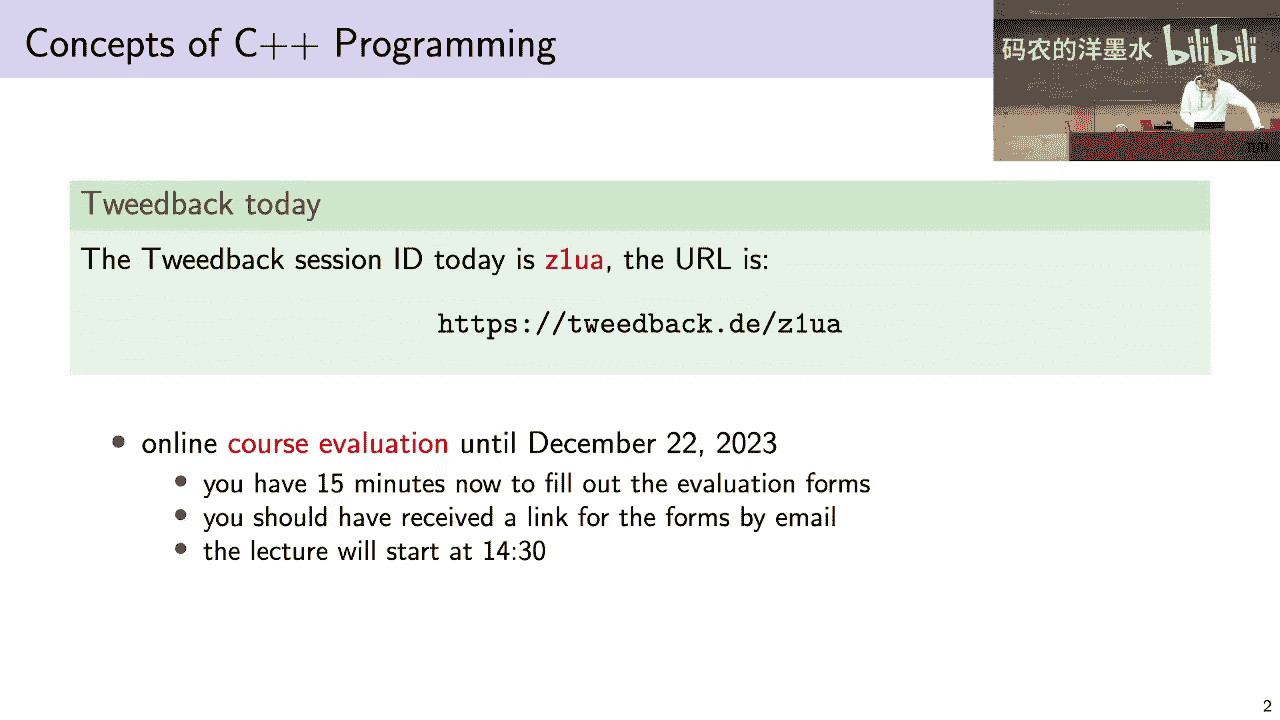 Concepts of C++ Programming
码农的洋墨水 bilibili
Tweedback today
The Tweedback session ID today is z1ua, the URL is:
https://tweedback.de/z1ua
online course evaluation until December 22, 2023
you have 15 minutes now to fill out the evaluation forms
you should have received a link for the forms by email
the lecture will start at 14:30
2